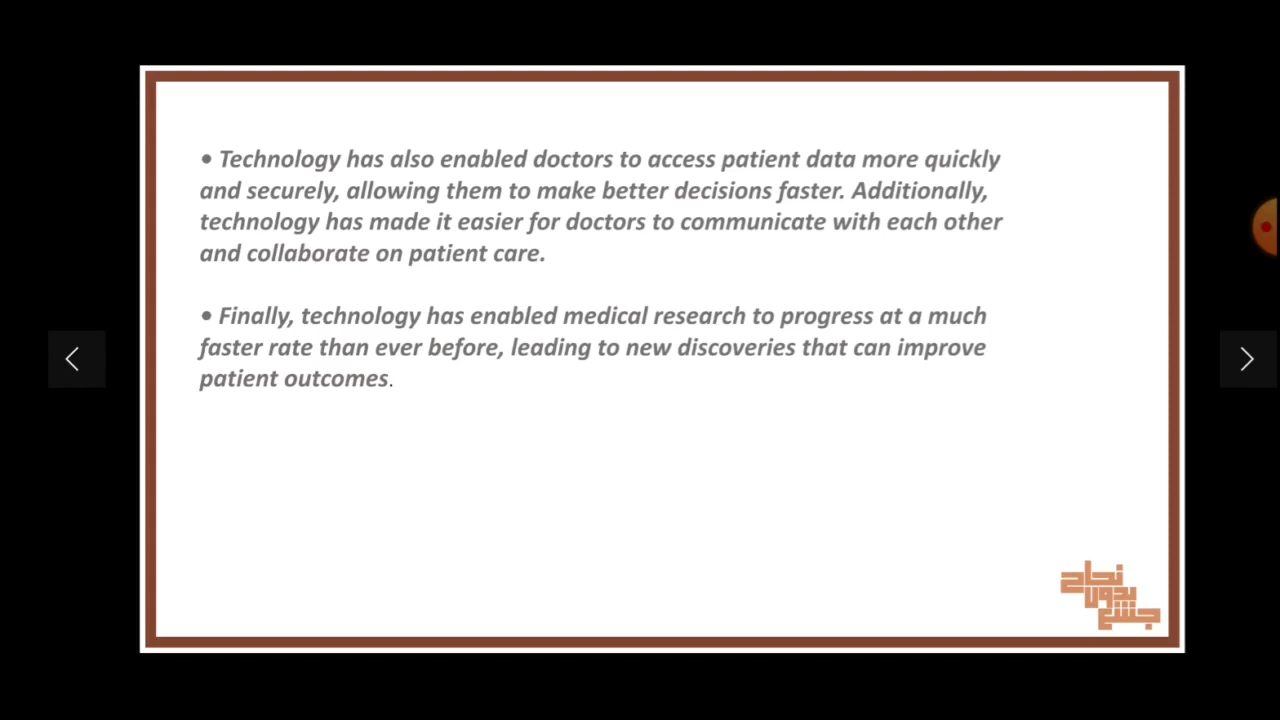 • Technology has also enabled doctors to access patient data more quickly
and securely, allowing them to make better decisions faster. Additionally,
technology has made it easier for doctors to communicate with each other
and collaborate on patient care.
• Finally, technology has enabled medical research to progress at a much
faster rate than ever before, leading to new discoveries that can improve
patient outcomes.
نجاح
بدون
جشع